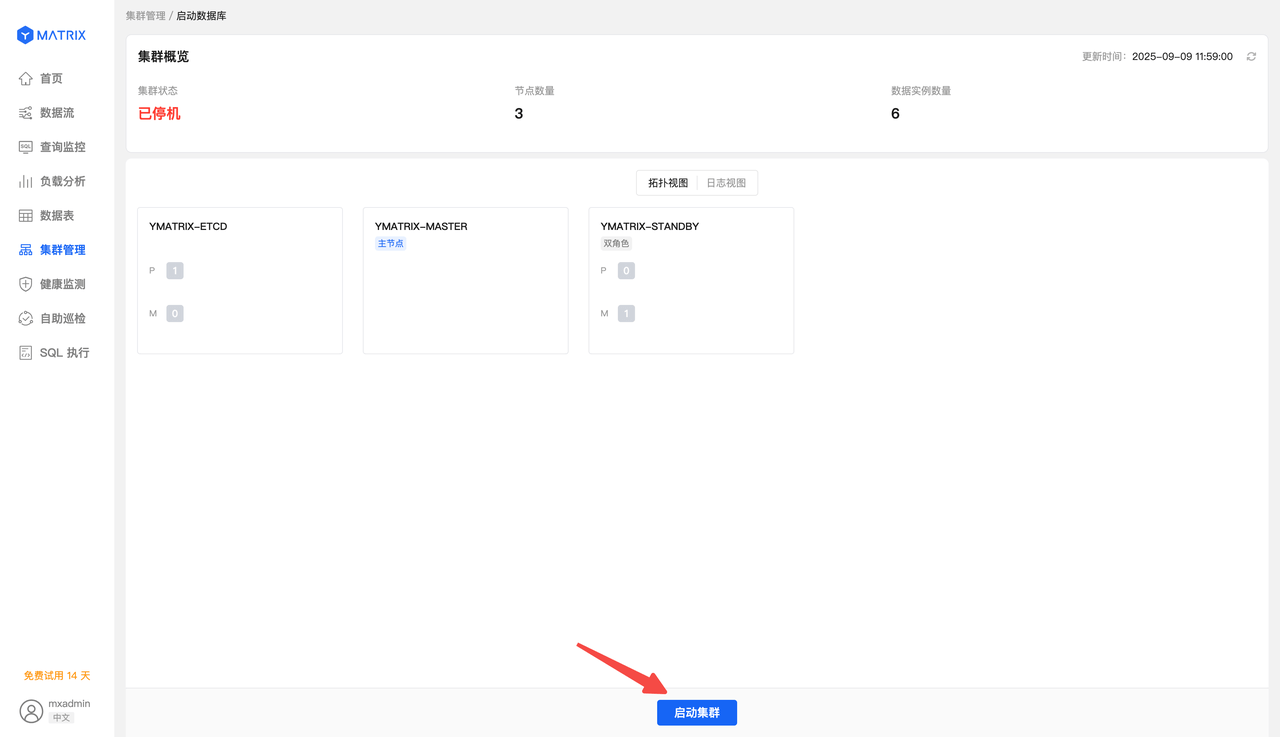 MATRIX
首页
数据流
查询监控
负载分析
数据表
集群管理
健康监测
自助巡检
SQL 执行
免费试用 14 天
mxadmin
中文
集群管理 / 启动数据库
集群概览
更新时间: 2025-09-09 11:59:00
集群状态
已停机
节点数量
3
数据实例数量
6
拓扑视图 日志视图
YMATRIX-ETCD
P 1
M 0
YMATRIX-MASTER
主节点
YMATRIX-STANDBY
双角色
P 0
M 1
启动集群